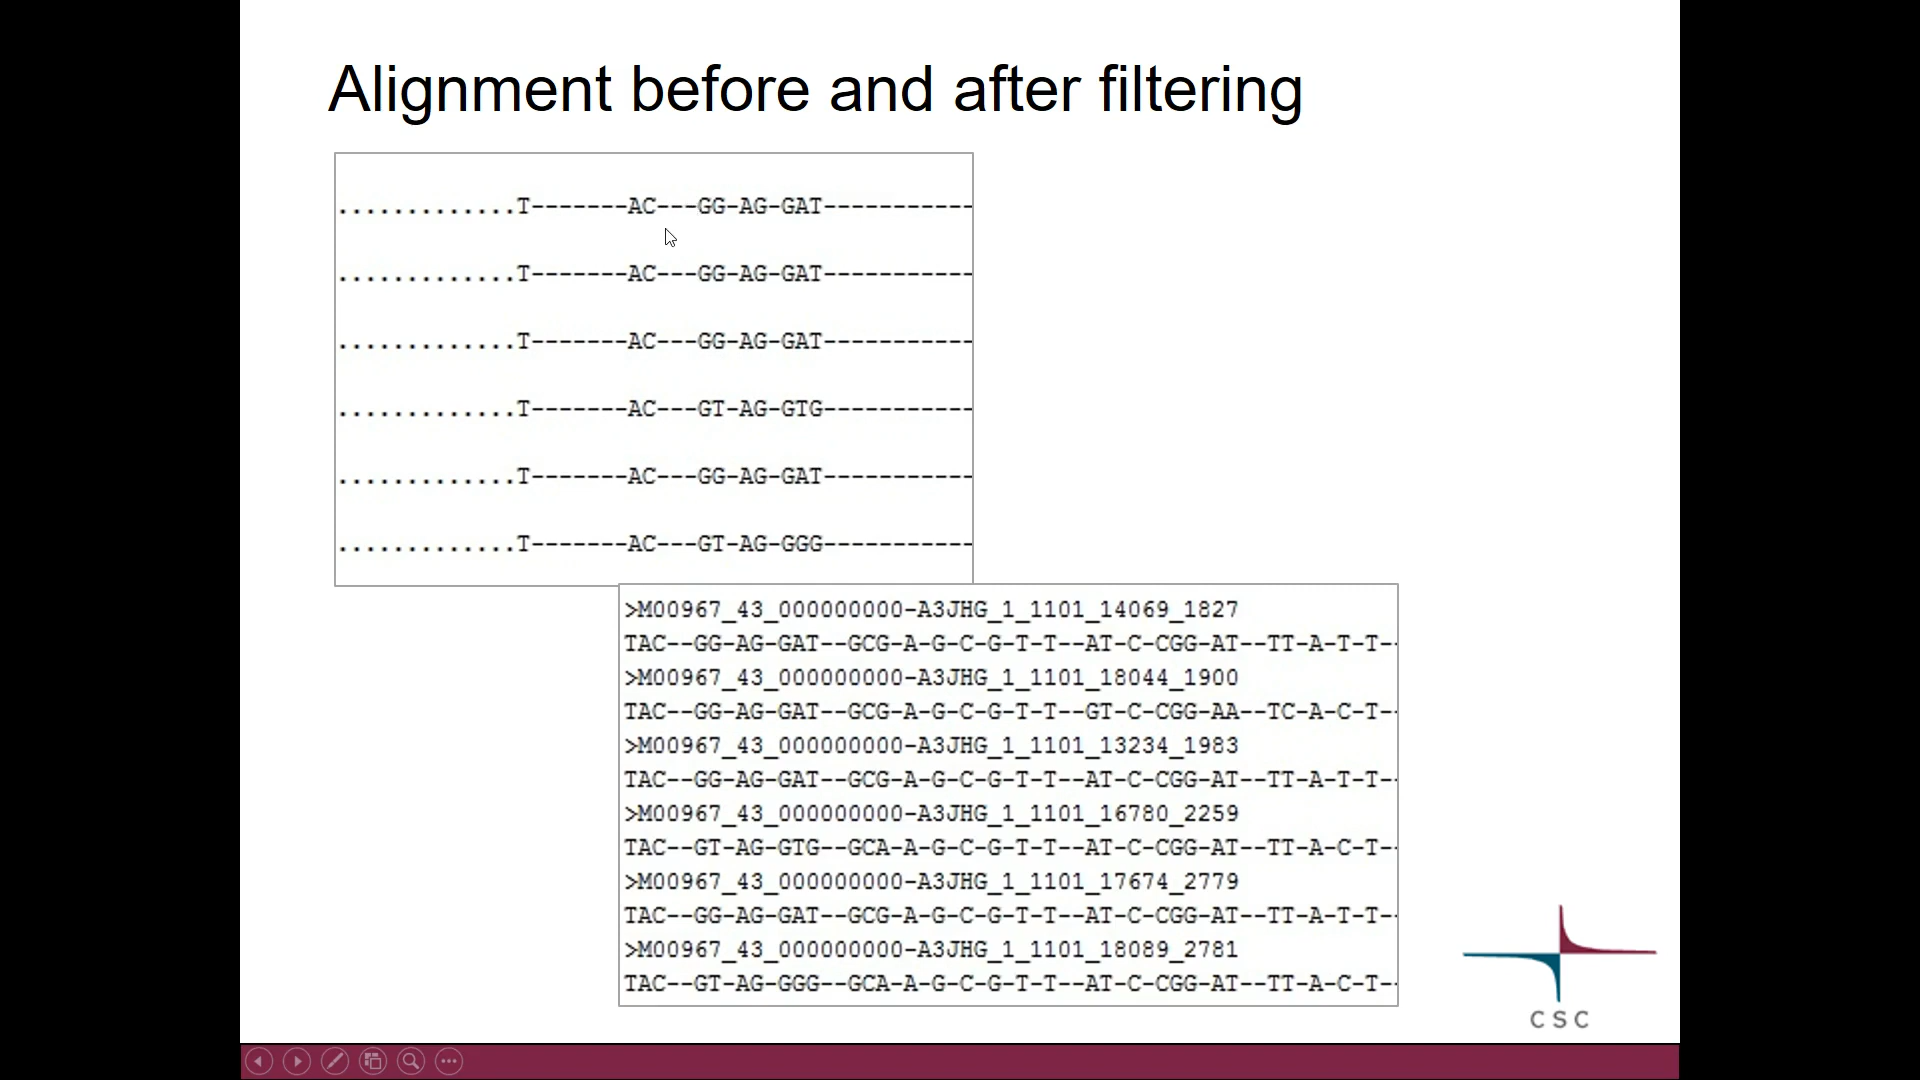 Alignment before and after filtering
.............T-------AC---GG-AG-GAT-----------
.............T-------AC---GG-AG-GAT-----------
.............T-------AC---GG-AG-GAT-----------
.............T-------AC---GT-AG-GTG-----------
.............T-------AC---GG-AG-GAT-----------
.............T-------AC---GT-AG-GGG-----------
>M00967_43_000000000-A3JHG_1_1101_14069_1827
TAC--GG-AG-GAT--GCG-A-G-C-G-T-T--AT-C-CGG-AT--TT-A-T-T--
>M00967_43_000000000-A3JHG_1_1101_18044_1900
TAC--GG-AG-GAT--GCG-A-G-C-G-T-T--GT-C-CGG-AA--TC-A-C-T--
>M00967_43_000000000-A3JHG_1_1101_13234_1983
TAC--GG-AG-GAT--GCG-A-G-C-G-T-T--AT-C-CGG-AT--TT-A-T-T--
>M00967_43_000000000-A3JHG_1_1101_16780_2259
TAC--GT-AG-GTG--GCA-A-G-C-G-T-T--AT-C-CGG-AT--TT-A-C-T--
>M00967_43_000000000-A3JHG_1_1101_17674_2779
TAC--GG-AG-GAT--GCG-A-G-C-G-T-T--AT-C-CGG-AT--TT-A-T-T--
>M00967_43_000000000-A3JHG_1_1101_18089_2781
TAC--GT-AG-GGG--GCA-A-G-C-G-T-T--AT-C-CGG-AT--TT-A-C-T--
CSC